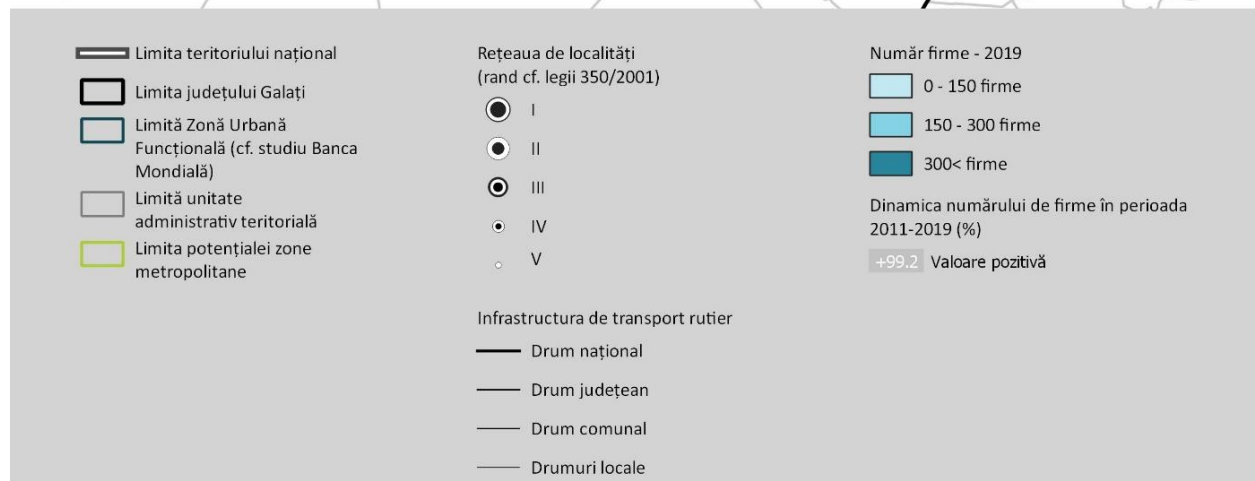 Limita teritoriului național
Limita județului Galați
Limită Zonă Urbană
Funcțională (cf. studiu Banca
Mondială)
Limită unitate
administrativ teritorială
Limita potențialei zone
metropolitane
Rețeaua de localități
(rand cf. legii 350/2001)
I
II
III
IV
V
Infrastructura de transport rutier
Drum național
Drum județean
Drum comunal
Drumuri locale
Număr firme - 2019
0 - 150 firme
150 - 300 firme
300< firme
Dinamica numărului de firme în perioada
2011-2019 (%)
+99.2 Valoare pozitivă